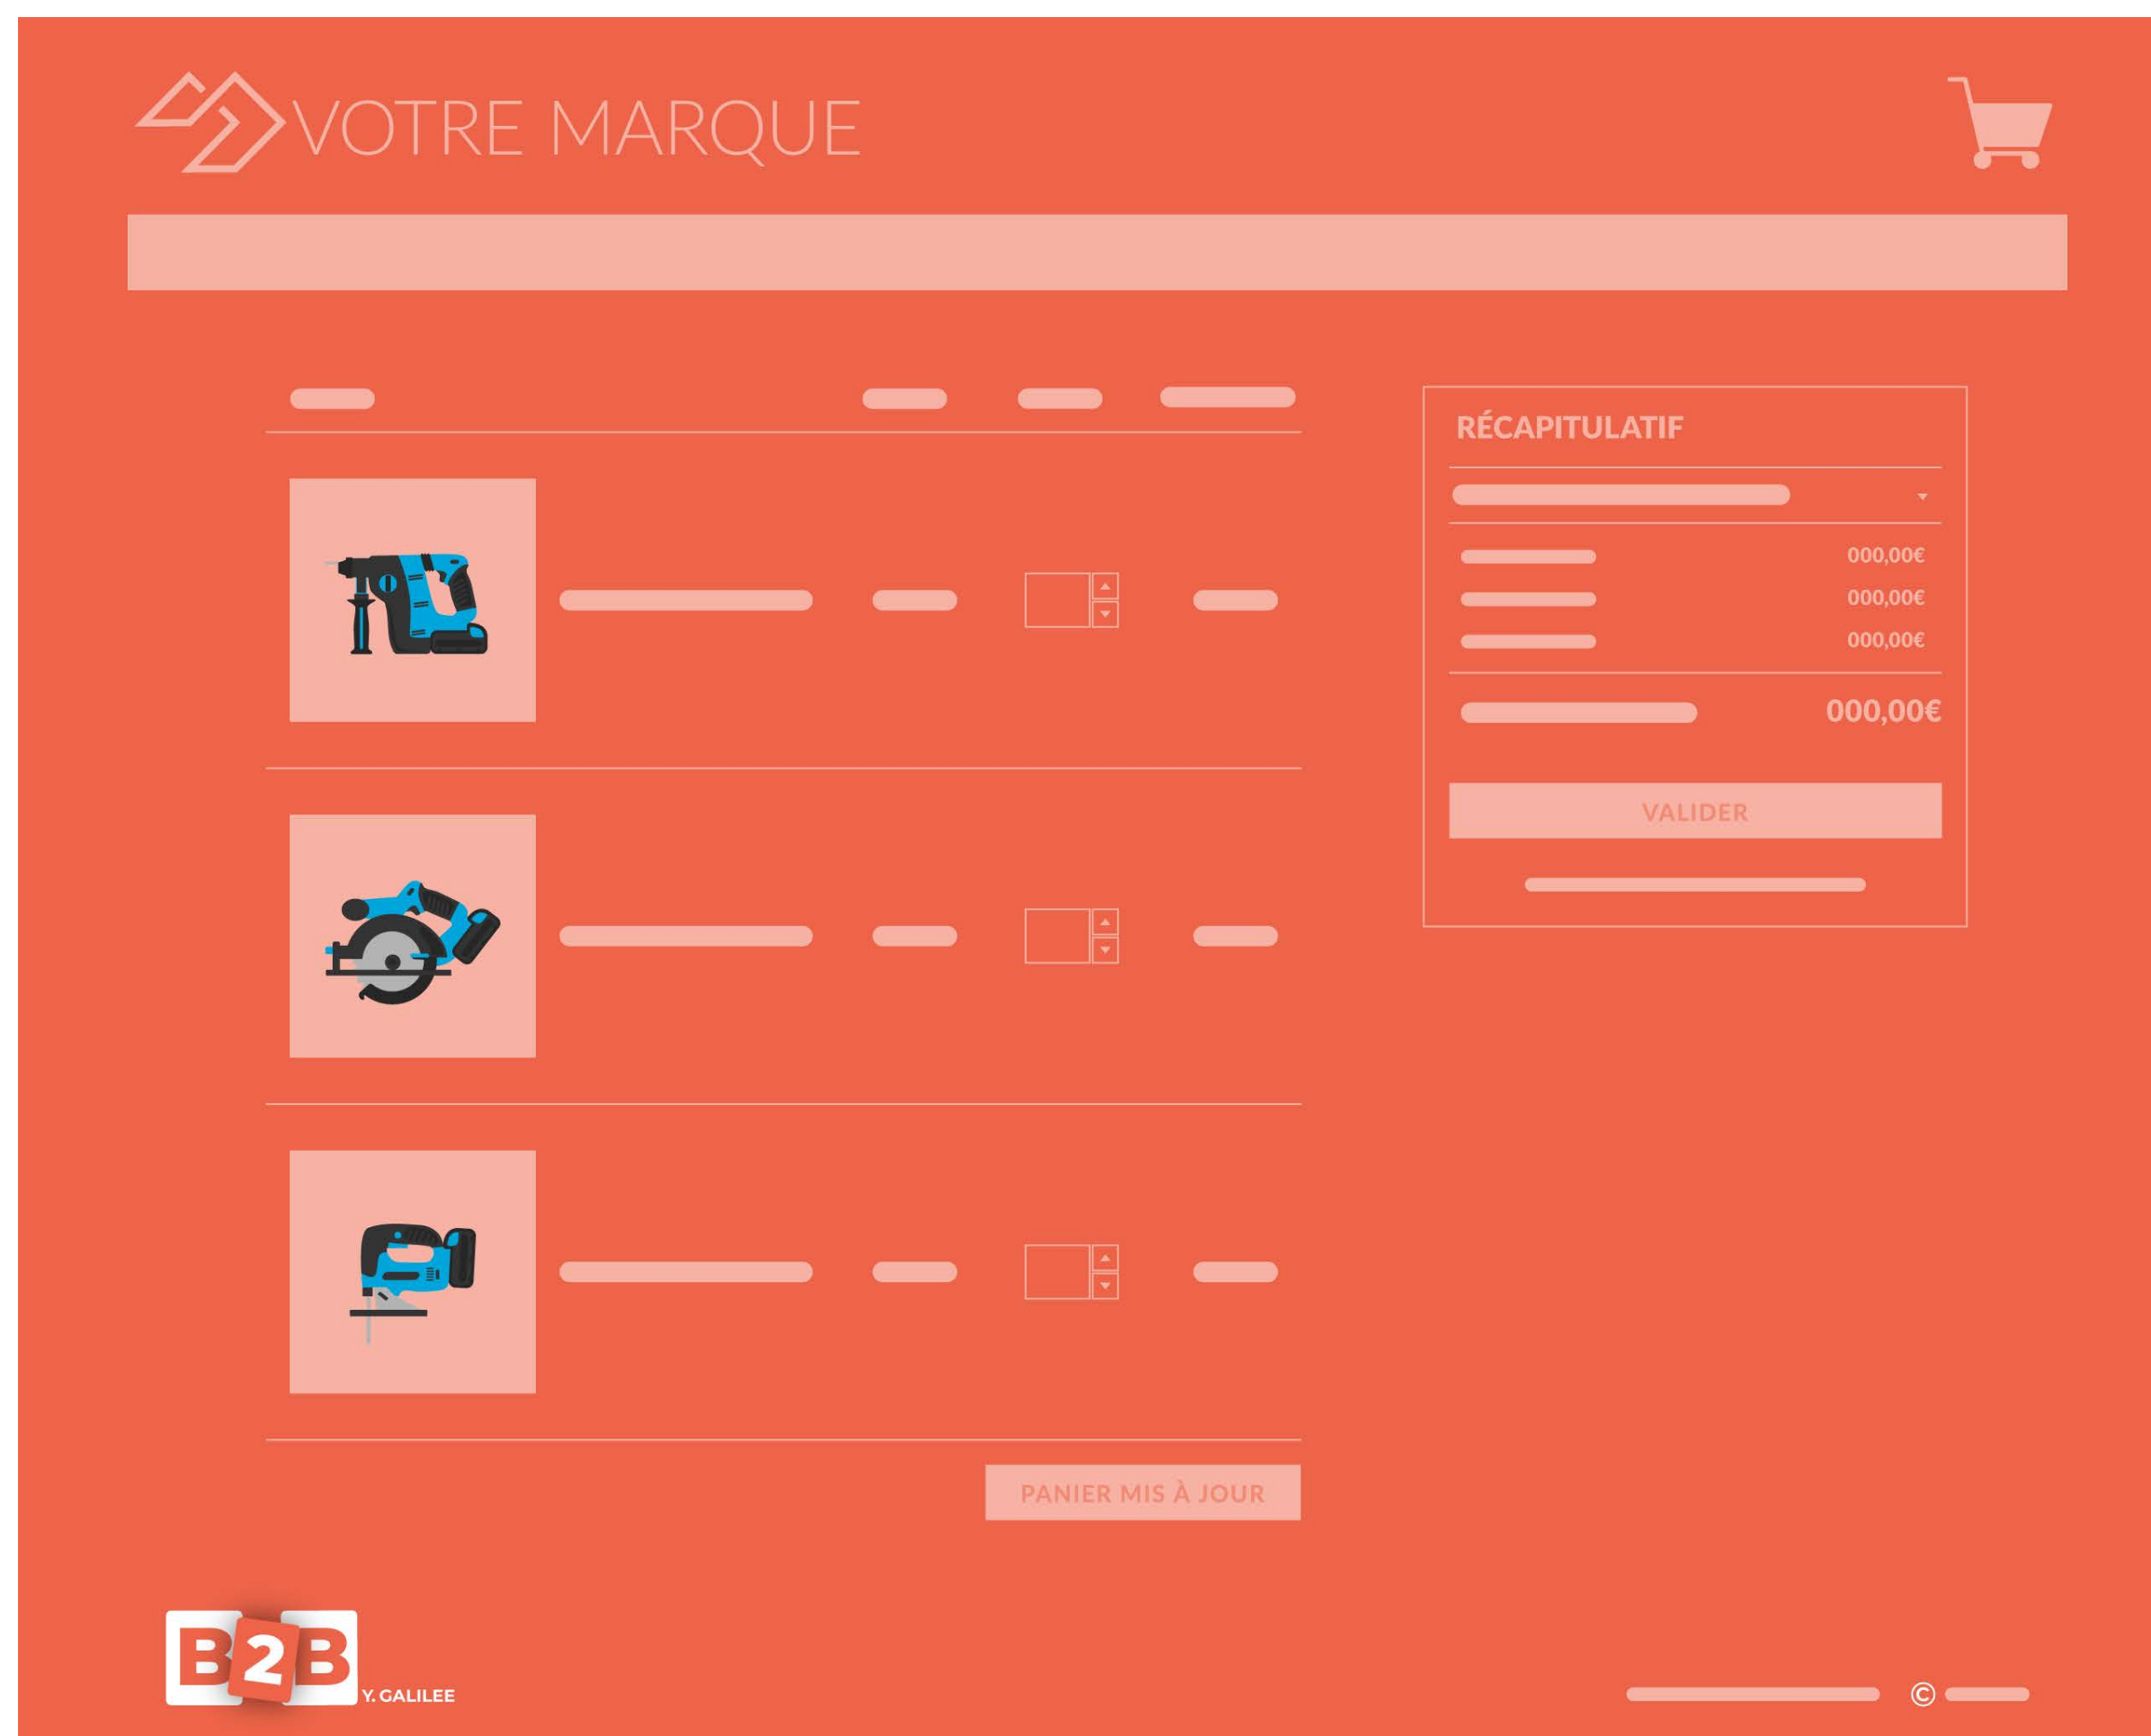 VOTRE MARQUE
RÉCAPITULATIF
000,00€
000,00€
000,00€
000,00€
VALIDER
PANIER MIS À JOUR
B2B
Y. GALILEE
©